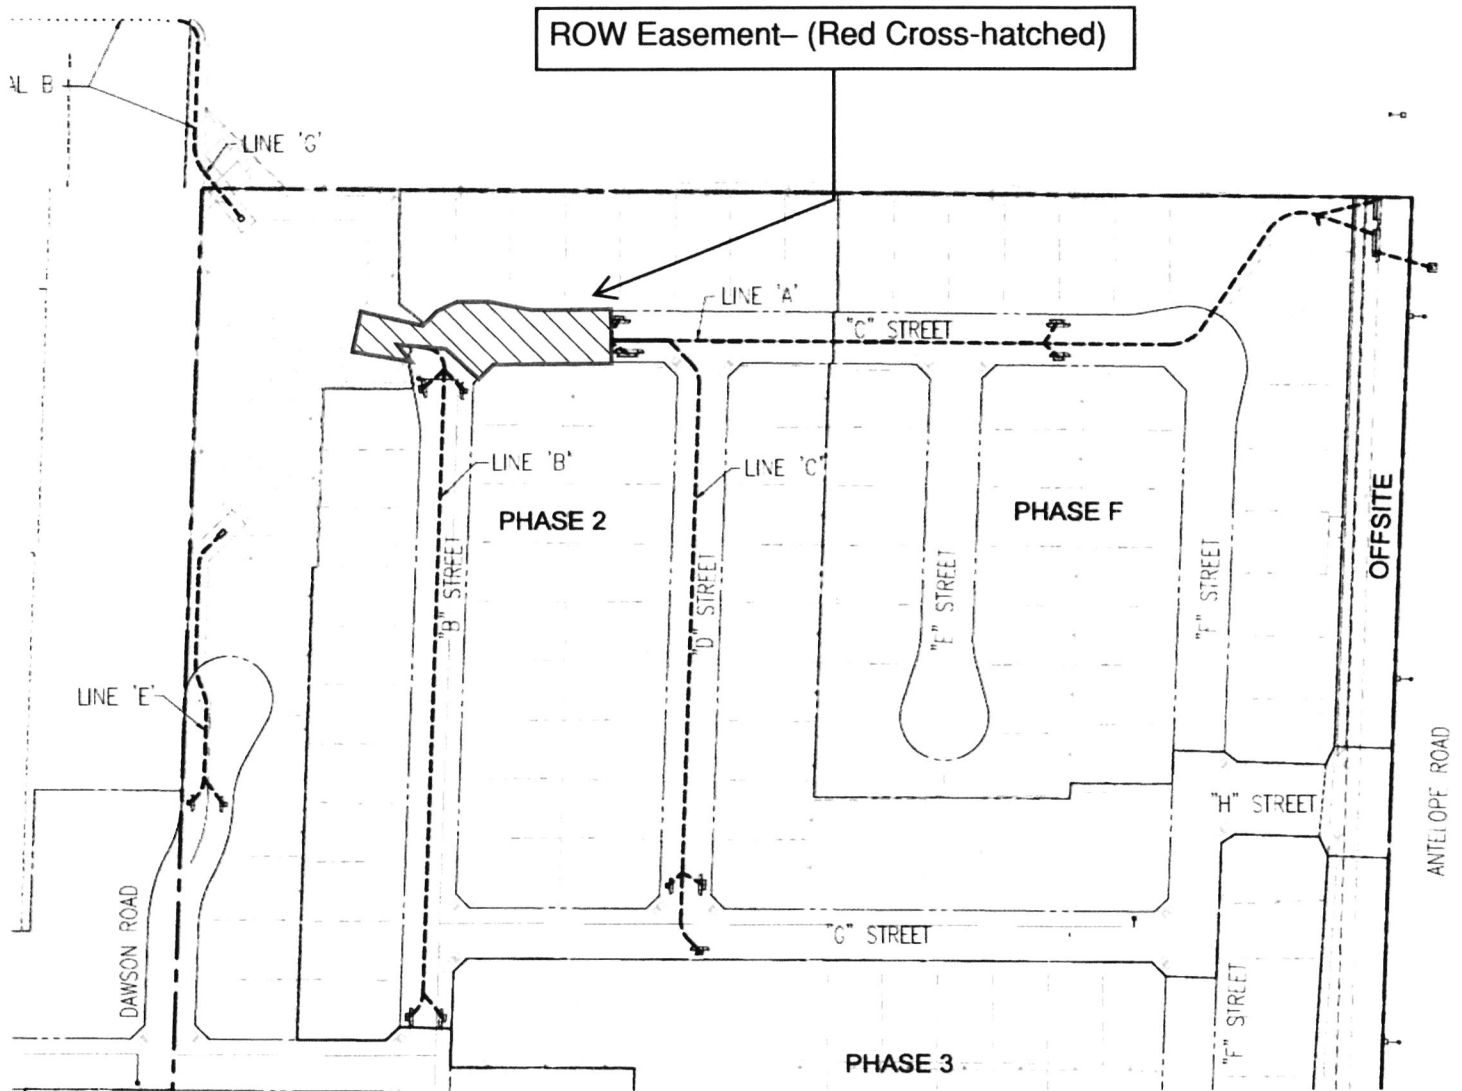 ROW Easement– (Red Cross-hatched)
AL B
LINE 'G'
LINE 'A'
"C" STREET
LINE 'B'
LINE 'C'
PHASE 2
PHASE F
"B" STREET
"D" STREET
"E" STREET
"F" STREET
OFFSITE
LINE 'E'
"H" STREET
ANTELOPE ROAD
DAWSON ROAD
"G" STREET
"F" STREET
PHASE 3